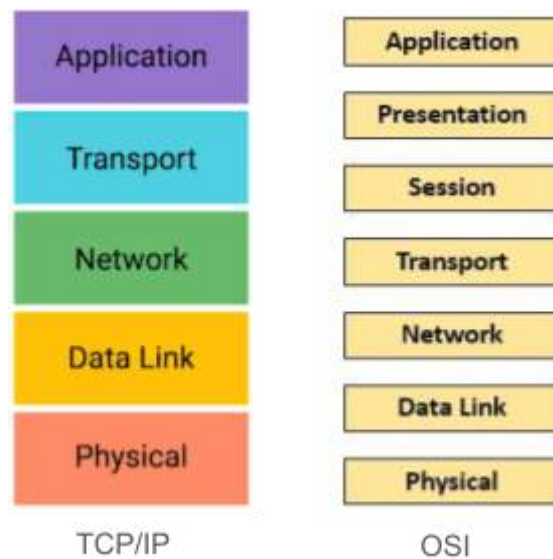 Application
Transport
Network
Data Link
Physical
TCP/IP
Application
Presentation
Session
Transport
Network
Data Link
Physical
OSI